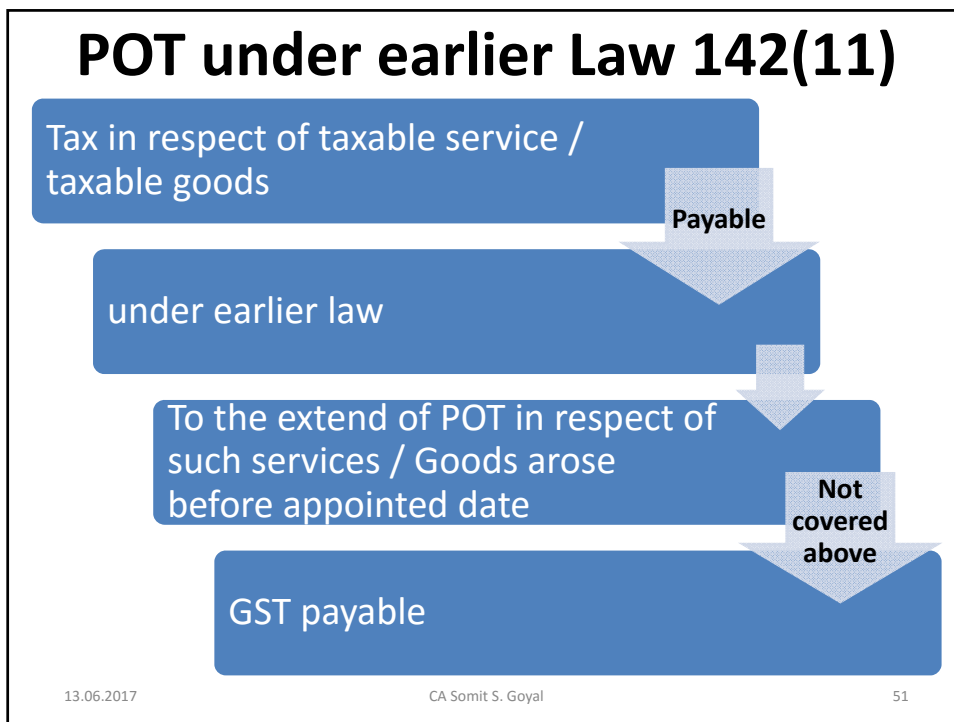 POT under earlier Law 142(11)
Tax in respect of taxable service /
taxable goods
Payable
under earlier law
To the extend of POT in respect of
such services / Goods arose
before appointed date
Not
covered
above
GST payable
13.06.2017
CA Somit S. Goyal
51